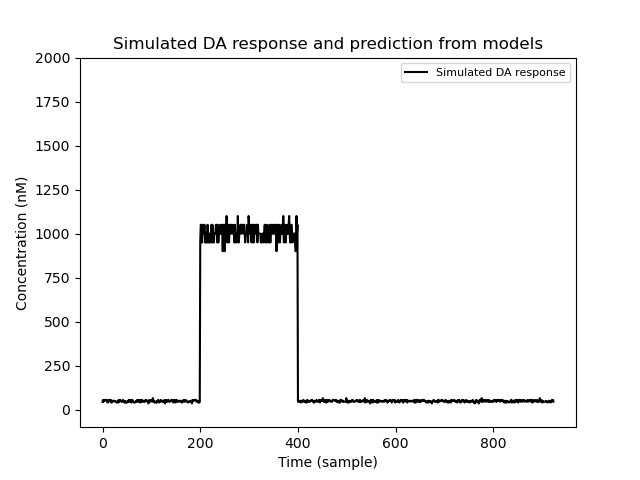 Simulated DA response and prediction from models
Simulated DA response
2000
1750
1500
1250
1000
750
500
250
0
Concentration (nM)
0 200 400 600 800
Time (sample)